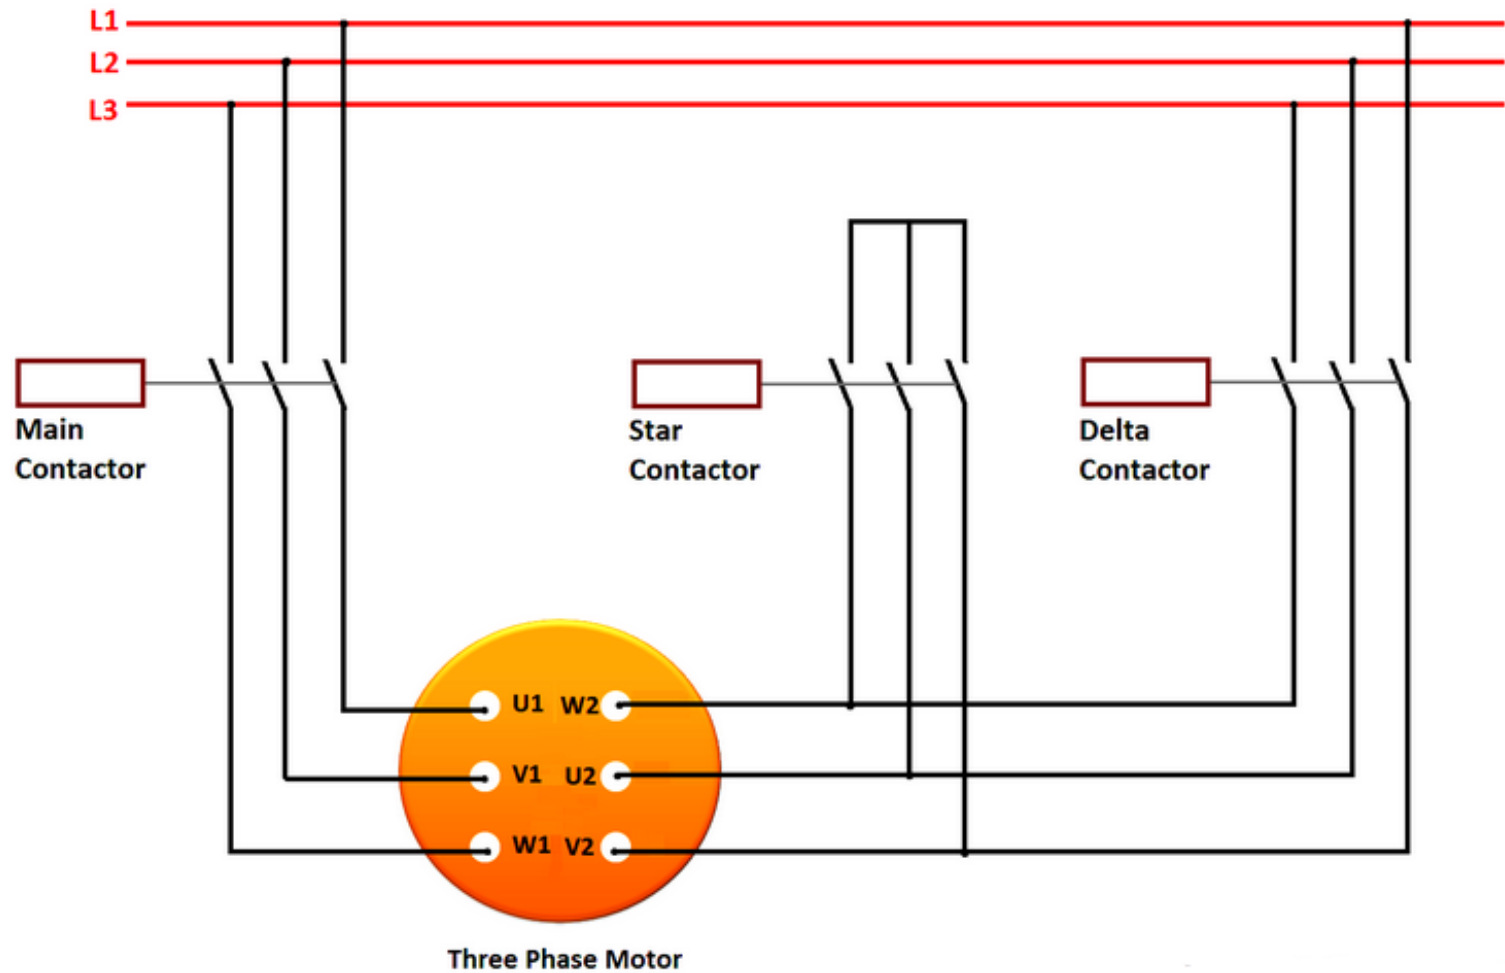 L1
L2
L3
Main
Contactor
Star
Contactor
Delta
Contactor
U1 W2
V1 U2
W1 V2
Three Phase Motor